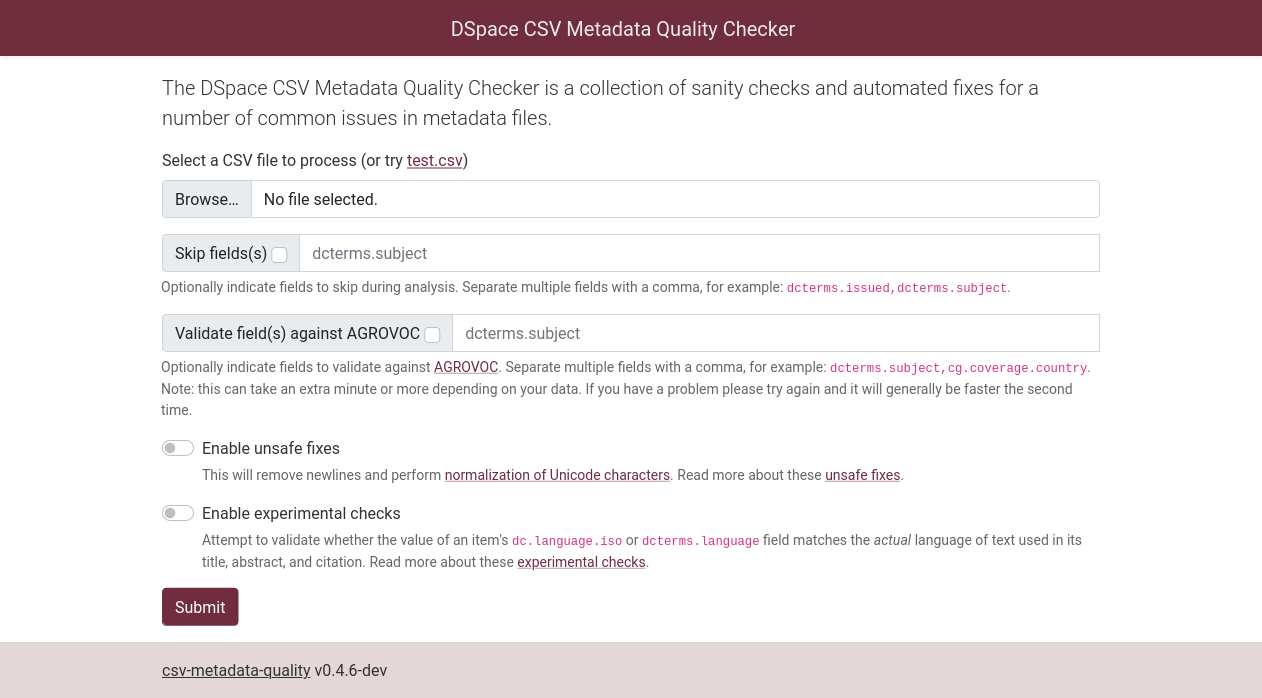 DSpace CSV Metadata Quality Checker
The DSpace CSV Metadata Quality Checker is a collection of sanity checks and automated fixes for a
number of common issues in metadata files.
Select a CSV file to process (or try test.csv)
Browse… No file selected.
Skip fields(s) dcterms.subject
Optionally indicate fields to skip during analysis. Separate multiple fields with a comma, for example: dcterms.issued,dcterms.subject.
Validate field(s) against AGROVOC dcterms.subject
Optionally indicate fields to validate against AGROVOC. Separate multiple fields with a comma, for example: dcterms.subject,cg.coverage.country.
Note: this can take an extra minute or more depending on your data. If you have a problem please try again and it will generally be faster the second
time.
Enable unsafe fixes
This will remove newlines and perform normalization of Unicode characters. Read more about these unsafe fixes.
Enable experimental checks
Attempt to validate whether the value of an item's dc.language.iso or dcterms.language field matches the actual language of text used in its
title, abstract, and citation. Read more about these experimental checks.
Submit
csv-metadata-quality v0.4.6-dev